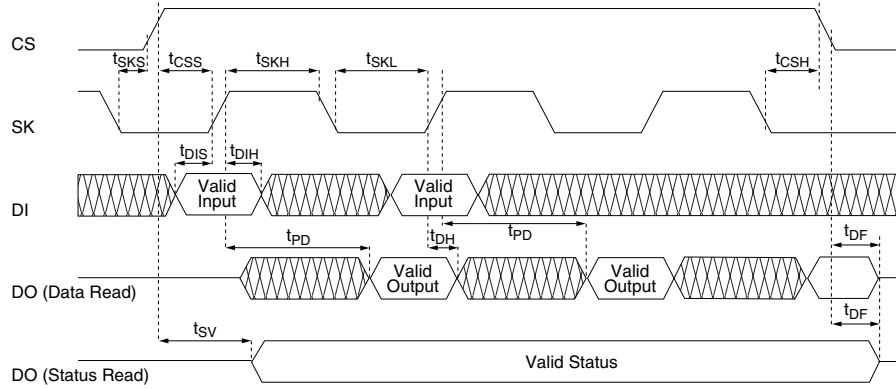 CS
tSKS tCSS tSKH tSKL tCSH
SK
tDIS tDIH
DI
Valid Input
Valid Input
tPD tDH tPD tDF
DO (Data Read)
Valid Output
Valid Output
tDF
tSV
DO (Status Read)
Valid Status